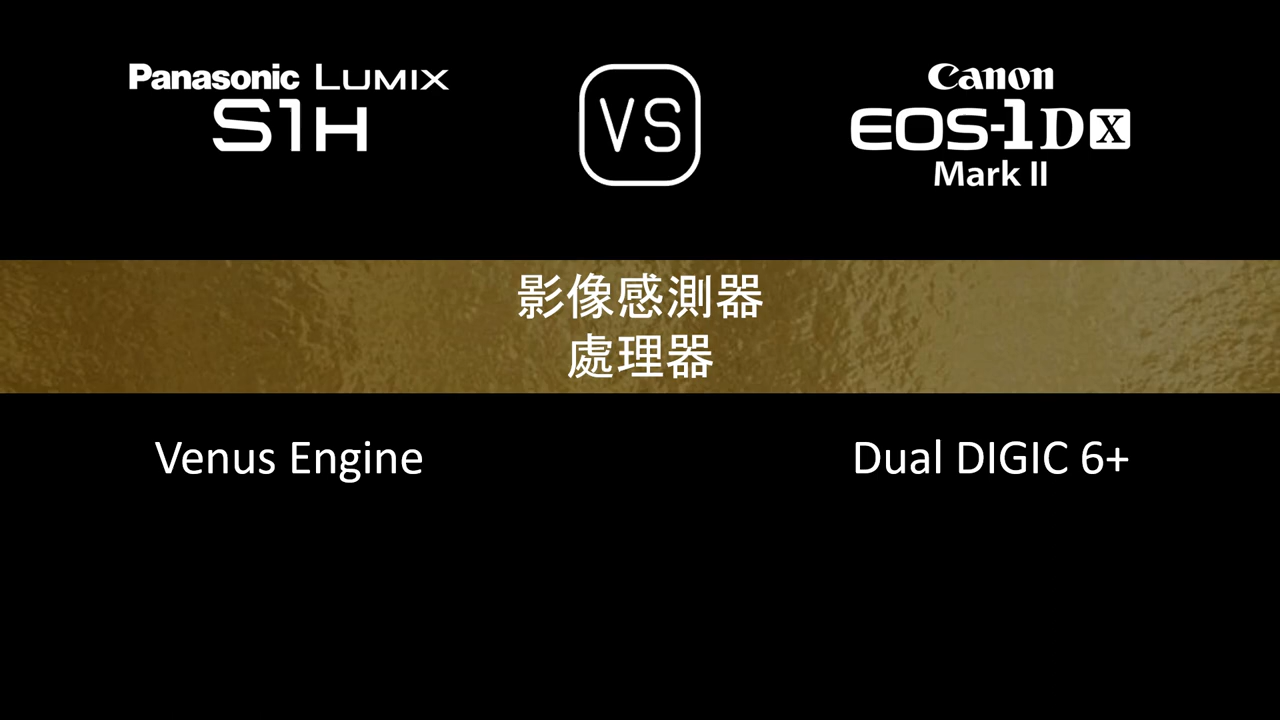 Panasonic LUMIX
S1H
VS
Canon
EOS-1DX
Mark II
影像感測器
處理器
Venus Engine
Dual DIGIC 6+